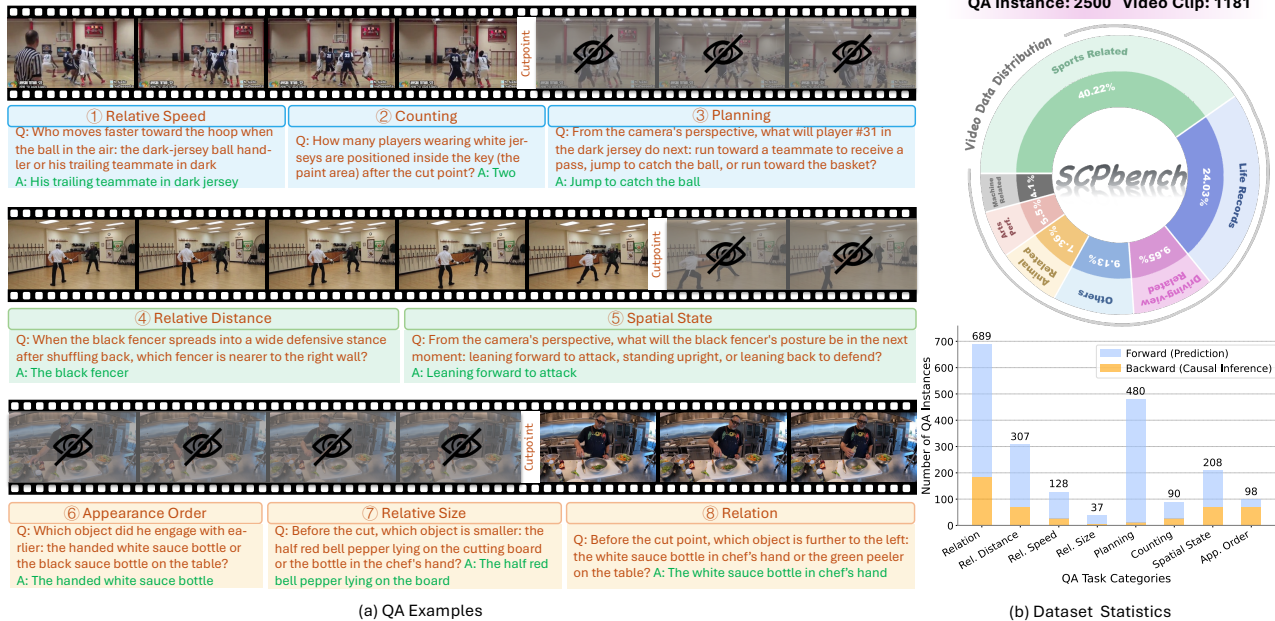 Cutpoint
① Relative Speed
Q: Who moves faster toward the hoop when
the ball in the air: the dark-jersey ball hand-
ler or his trailing teammate in dark
A: His trailing teammate in dark jersey
② Counting
Q: How many players wearing white jer-
seys are positioned inside the key (the
paint area) after the cut point? A: Two
③ Planning
Q: From the camera's perspective, what will player #31 in
the dark jersey do next: run toward a teammate to receive a
pass, jump to catch the ball, or run toward the basket?
A: Jump to catch the ball
Cutpoint
④ Relative Distance
Q: When the black fencer spreads into a wide defensive stance
after shuffling back, which fencer is nearer to the right wall?
A: The black fencer
⑤ Spatial State
Q: From the camera's perspective, what will the black fencer's posture be in the next
moment: leaning forward to attack, standing upright, or leaning back to defend?
A: Leaning forward to attack
Cutpoint
⑥ Appearance Order
Q: Which object did he engage with ea-
rlier: the handed white sauce bottle or
the black sauce bottle on the table?
A: The handed white sauce bottle
⑦ Relative Size
Q: Before the cut, which object is smaller: the
half red bell pepper lying on the cutting board
or the bottle in the chef's hand? A: The half red
bell pepper lying on the board
⑧ Relation
Q: Before the cut point, which object is further to the left:
the white sauce bottle in chef's hand or the green peeler
on the table? A: The white sauce bottle in chef's hand
(a) QA Examples
QA Instance: 2500 Video Clip: 1181
Video Data Distribution
Sports Related
40.22%
Life Records
24.03%
Driving-view
Related
9.65%
Others
9.13%
Animal
Related
7.36%
Arts
Perf.
5.5%
Machine
Related
4.1%
SCPbench
Forward (Prediction)
Backward (Causal Inference)
Number of QA Instances
700
600
500
400
300
200
100
0
689
307
128
37
480
90
208
98
Relation
Rel. Distance
Rel. Speed
Rel. Size
Planning
Counting
Spatial State
App. Order
QA Task Categories
(b) Dataset Statistics